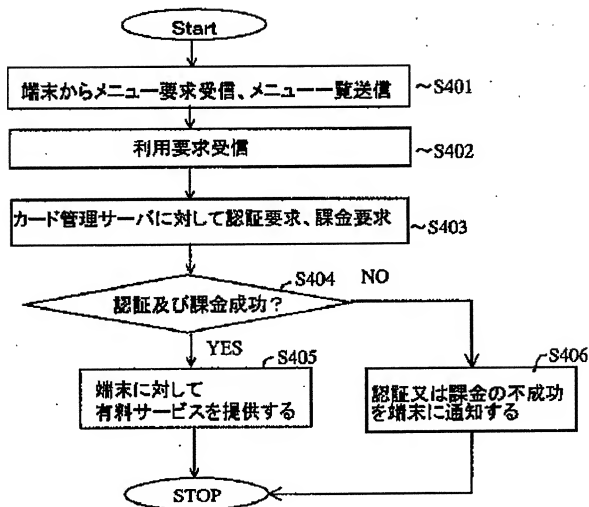 Start
端末からメニュー要求受信、メニュー一覧送信
～S401
利用要求受信
～S402
カード管理サーバに対して認証要求、課金要求
～S403
S404
NO
認証及び課金成功？
YES
S405
S406
端末に対して
有料サービスを提供する
認証又は課金の不成功
を端末に通知する
STOP